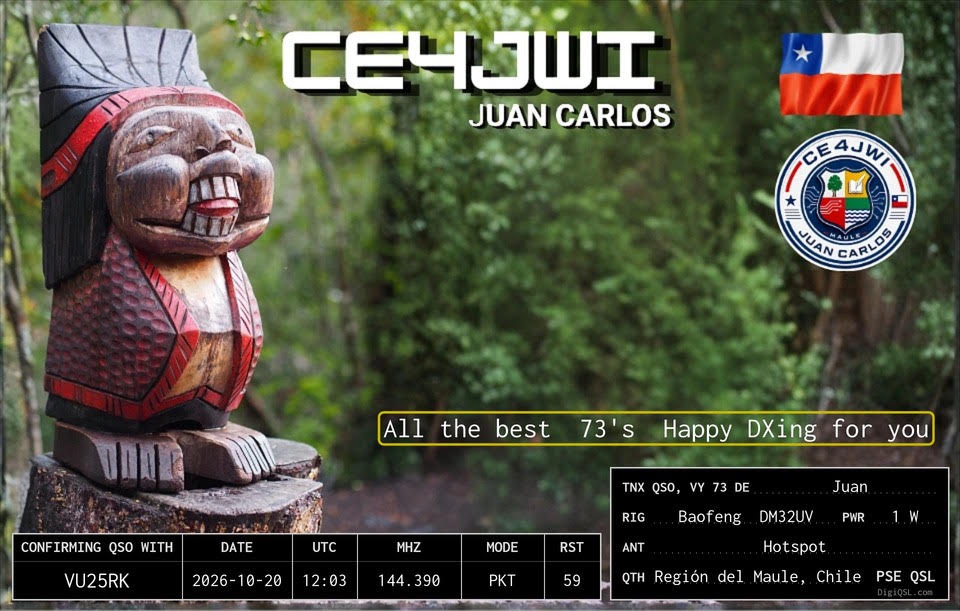 CE4JWI
JUAN CARLOS
CE4JWI
MAULE
JUAN CARLOS
All the best 73's Happy DXing for you
TNX QSO, VY 73 DE Juan
RIG Baofeng DM32UV PWR 1 W
ANT Hotspot
QTH Región del Maule, Chile PSE QSL
DigiQSL.com
CONFIRMING QSO WITH DATE UTC MHZ MODE RST
VU25RK 2026-10-20 12:03 144.390 PKT 59